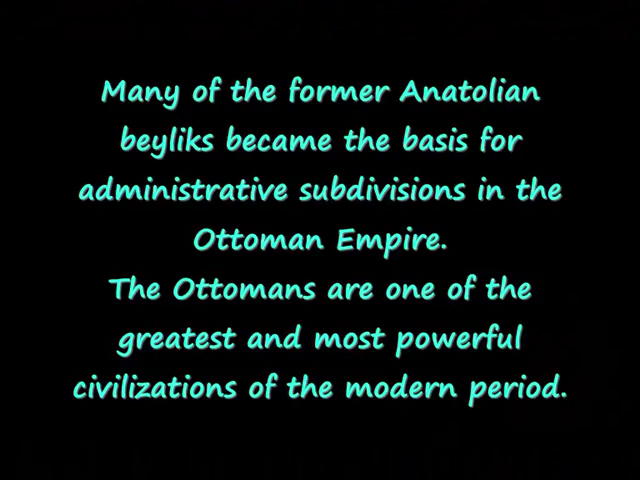 Many of the former Anatolian
beyliks became the basis for
administrative subdivisions in the
Ottoman Empire.
The Ottomans are one of the
greatest and most powerful
civilizations of the modern period.